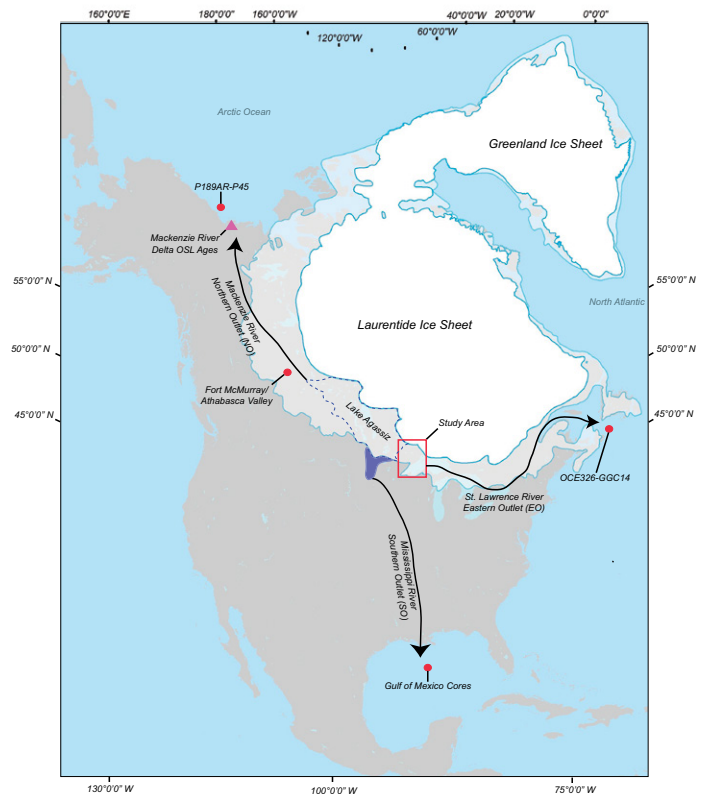 160°0'0"E
180°0'0"
160°0'0"W
120°0'0"W
60°0'0"W
40°0'0"W
20°0'0"W
0°0'0"
Arctic Ocean
Greenland Ice Sheet
P189AR-P45
Mackenzie River
Delta OSL Ages
55°0'0" N
55°0'0" N
North Atlantic
Mackenzie River
Northern Outlet (NO)
Laurentide Ice Sheet
50°0'0" N
50°0'0" N
Fort McMurray/
Athabasca Valley
Lake Agassiz
45°0'0" N
45°0'0" N
Study Area
OCE326-GGC14
St. Lawrence River
Eastern Outlet (EO)
Mississippi River
Southern Outlet (SO)
Gulf of Mexico Cores
130°0'0"W
100°0'0"W
75°0'0"W